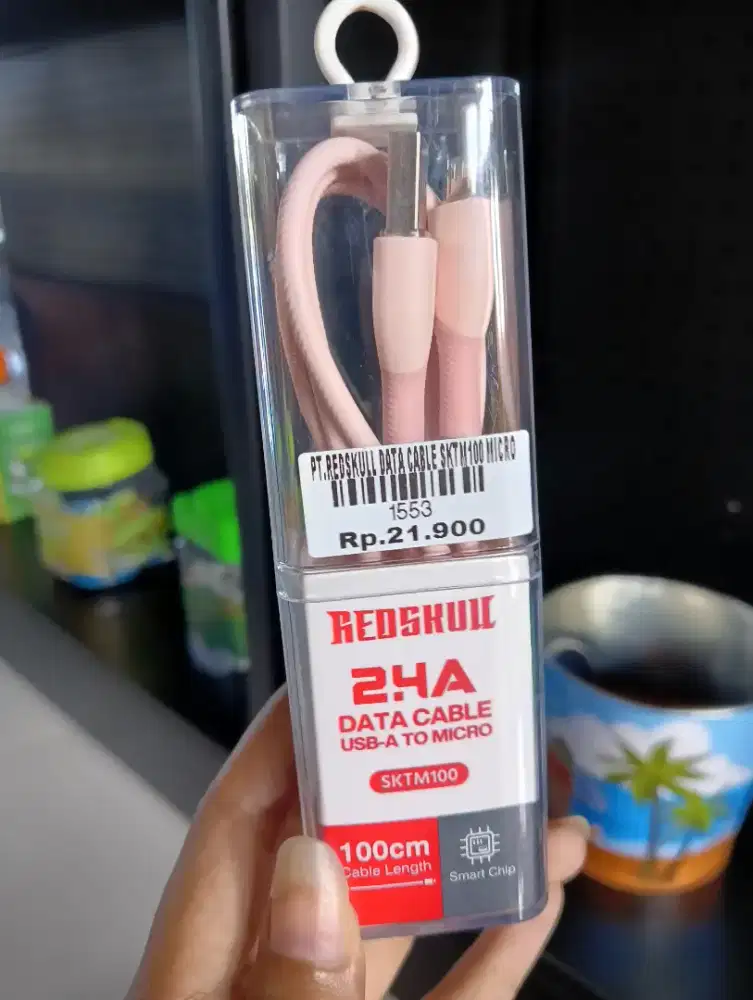 PT.REDSKULL DATA CABLE SKTM100 MICRO
1553
Rp.21.900
REDSKULL
2.4A
DATA CABLE
USB-A TO MICRO
SKTM100
100cm
Cable Length
Smart Chip